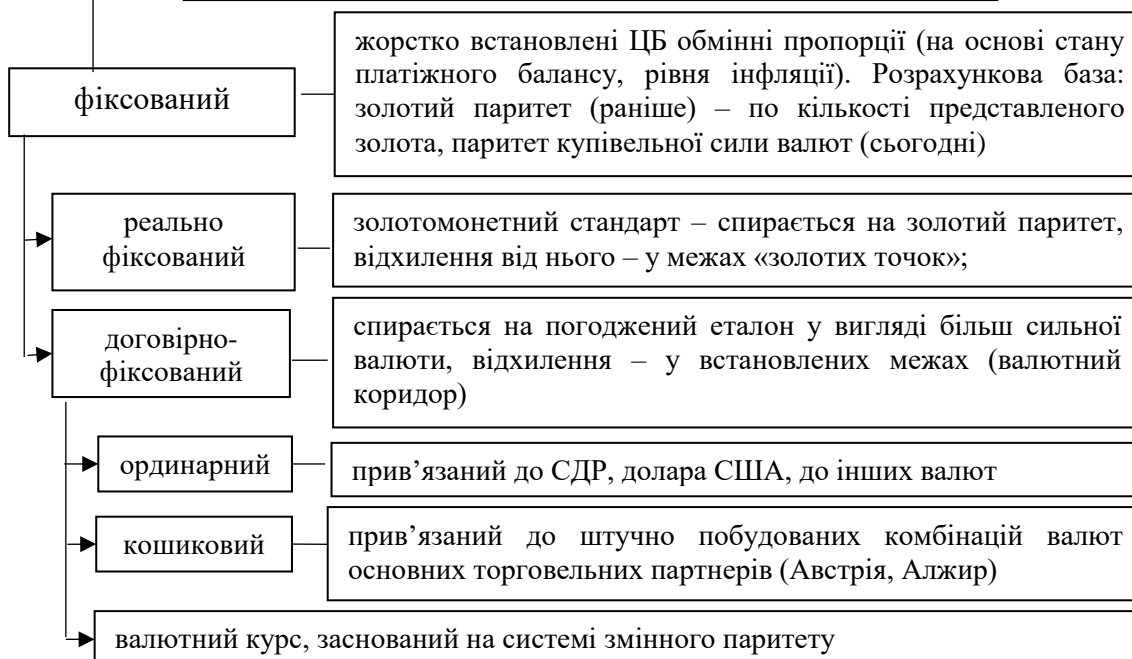 фіксований
жорстко встановлені ЦБ обмінні пропорції (на основі стану
платіжного балансу, рівня інфляції). Розрахункова база:
золотий паритет (раніше) – по кількості представленого
золота, паритет купівельної сили валют (сьогодні)
реально
фіксований
золотомонетний стандарт – спирається на золотий паритет,
відхилення від нього – у межах «золотих точок»;
договірно-
фіксований
спирається на погоджений еталон у вигляді більш сильної
валюти, відхилення – у встановлених межах (валютний
коридор)
ординарний
прив’язаний до СДР, долара США, до інших валют
кошиковий
прив’язаний до штучно побудованих комбінацій валют
основних торговельних партнерів (Австрія, Алжир)
валютний курс, заснований на системі змінного паритету